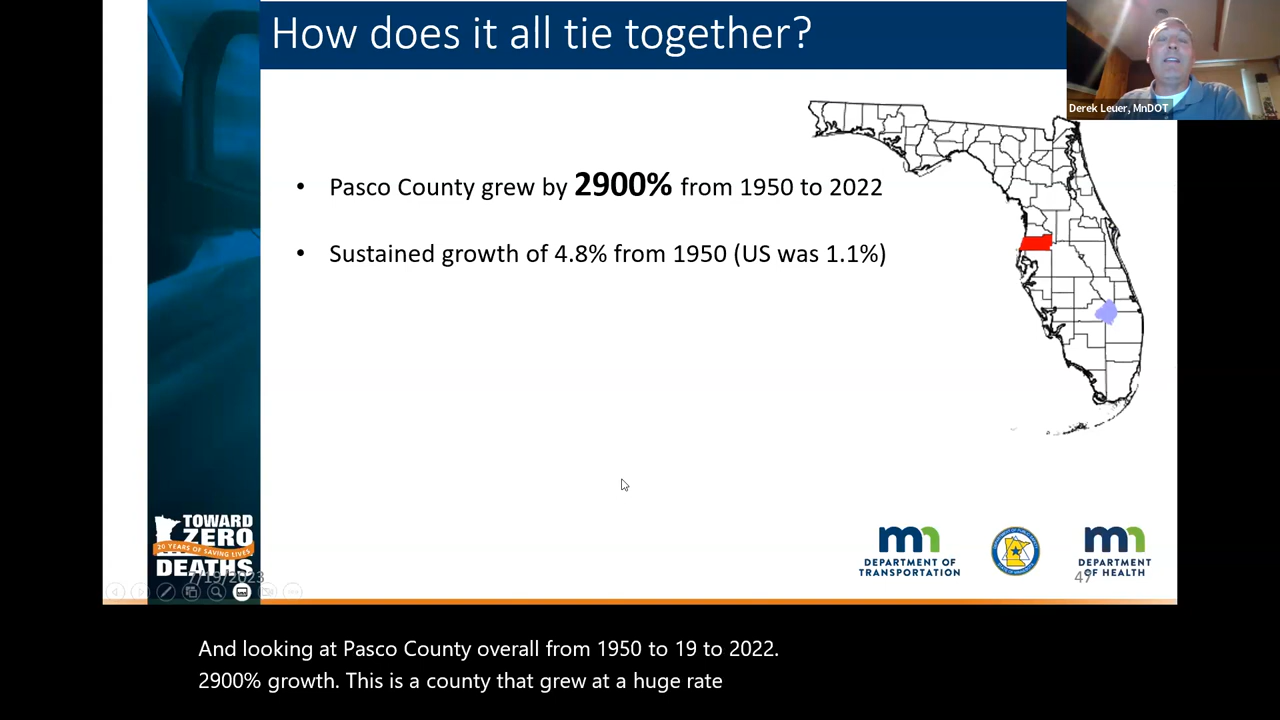 How does it all tie together?
Derek Leuer, MnDOT
• Pasco County grew by 2900% from 1950 to 2022
• Sustained growth of 4.8% from 1950 (US was 1.1%)
TOWARD
ZERO
20 YEARS OF SAVING LIVES
DEATHS
7/19/2023
mn
DEPARTMENT OF
TRANSPORTATION
mn
DEPARTMENT
OF HEALTH
49
And looking at Pasco County overall from 1950 to 19 to 2022.
2900% growth. This is a county that grew at a huge rate